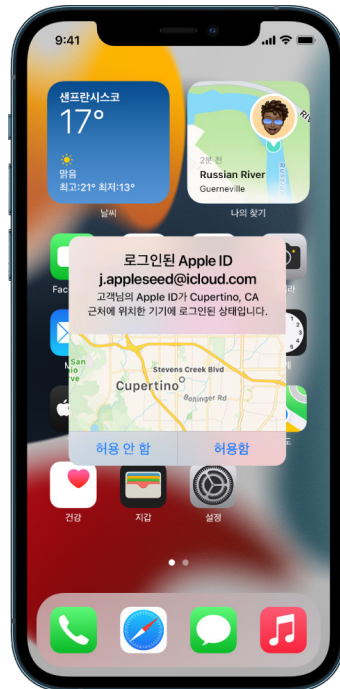 9:41
샌프란시스코
17°
맑음
최고:21° 최저:13°
날씨
2분 전
Russian River
Guerneville
나의 찾기
로그인된 Apple ID
j.appleseed@icloud.com
고객님의 Apple ID가 Cupertino, CA
근처에 위치한 기기에 로그인된 상태입니다.
Stevens Creek Blvd
Cupertino
Boninger Rd
허용 안 함
허용함
건강
지갑
설정